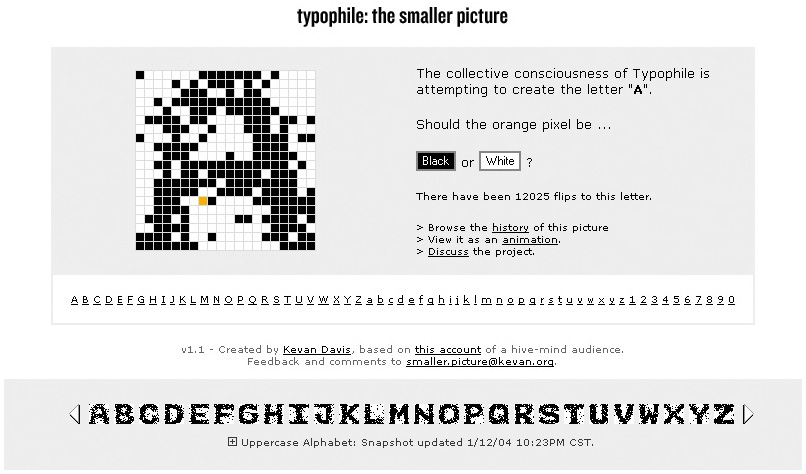 typophile: the smaller picture
The collective consciousness of Typophile is
attempting to create the letter "A".
Should the orange pixel be ...
Black or White ?
There have been 12025 flips to this letter.
> Browse the history of this picture
> View it as an animation.
> Discuss the project.
A B C D E F G H I J K L M N O P Q R S T U V W X Y Z a b c d e f g h i j k l m n o p q r s t u v w x y z 1 2 3 4 5 6 7 8 9 0
v1.1 - Created by Kevan Davis, based on this account of a hive-mind audience.
Feedback and comments to smaller.picture@kevan.org.
ABCDEFGHIJKLMNOPQRSTUVWXYZ
Uppercase Alphabet: Snapshot updated 1/12/04 10:23PM CST.